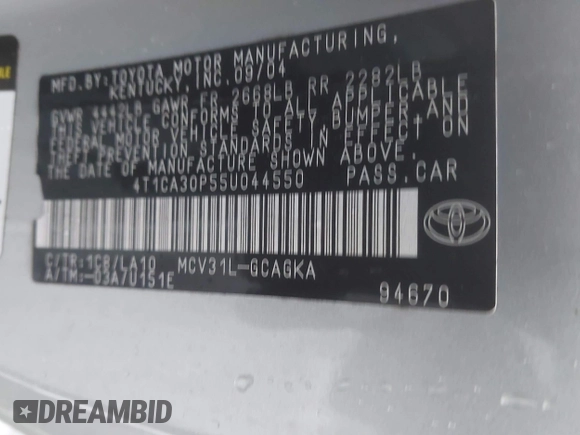 MFD.BY:TOYOTA MOTOR MANUFACTURING,
KENTUCKY, INC. 09/04
GVWR 4442LB GAWR FR 2668LB RR 2282LB
THIS VEHICLE CONFORMS TO ALL APPLICABLE
FEDERAL MOTOR VEHICLE SAFETY, BUMPER, AND
THEFT PREVENTION STANDARDS IN EFFECT ON
THE DATE OF MANUFACTURE SHOWN ABOVE.
4T1CA30P55U044550 PASS.CAR
C/TR:1C8/LA10 MCV31L-GCAGKA
A/TM:-03A/U151E
94670
TOYOTA
DREAMBID